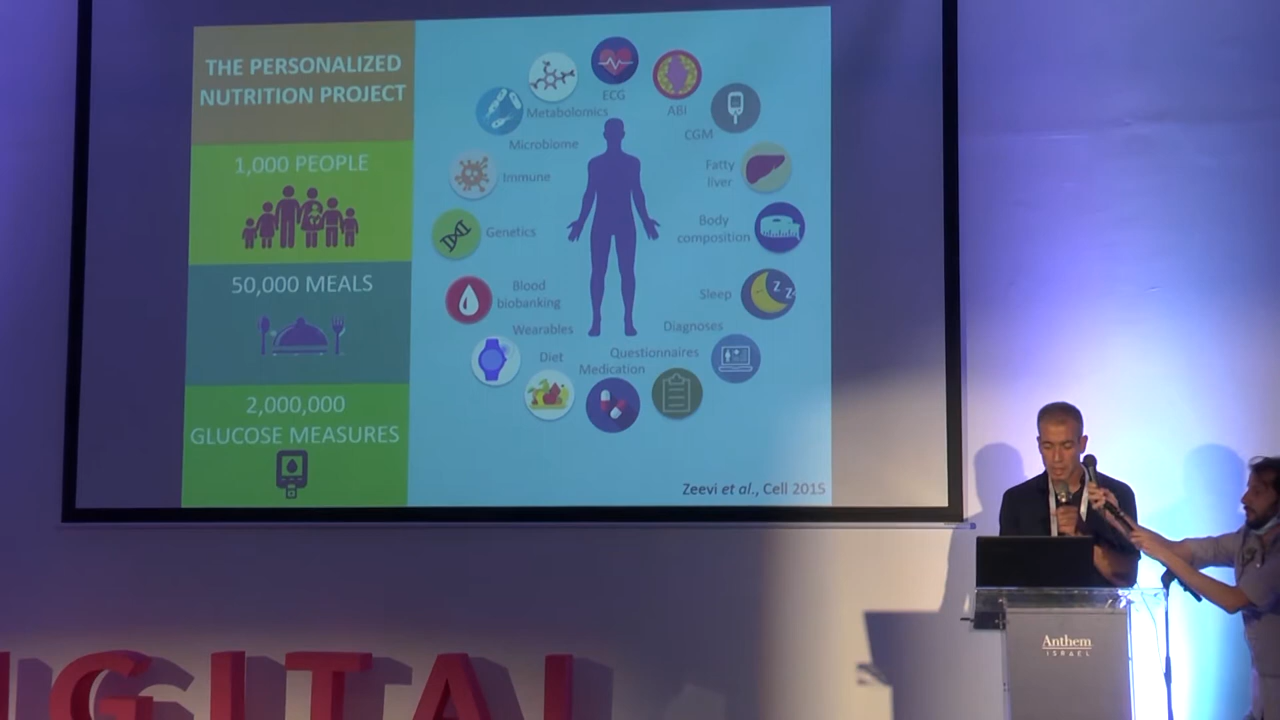 THE PERSONALIZED
NUTRITION PROJECT
1,000 PEOPLE
50,000 MEALS
2,000,000
GLUCOSE MEASURES
ECG
ABI
Metabolomics
CGM
Microbiome
Fatty
liver
Immune
Body
composition
Genetics
Blood
biobanking
Sleep
Wearables
Diagnoses
Diet
Questionnaires
Medication
Z Z
Zeevi et al., Cell 2015
Anthem
ISRAEL
IGITAL